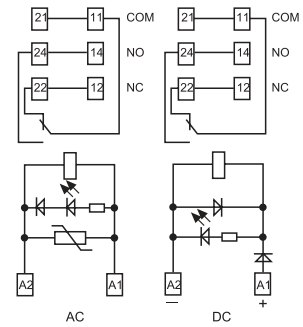 21 11 COM 21 11 COM
24 14 NO 24 14 NO
22 12 NC 22 12 NC
A2 A1 A2 A1
— +
AC DC